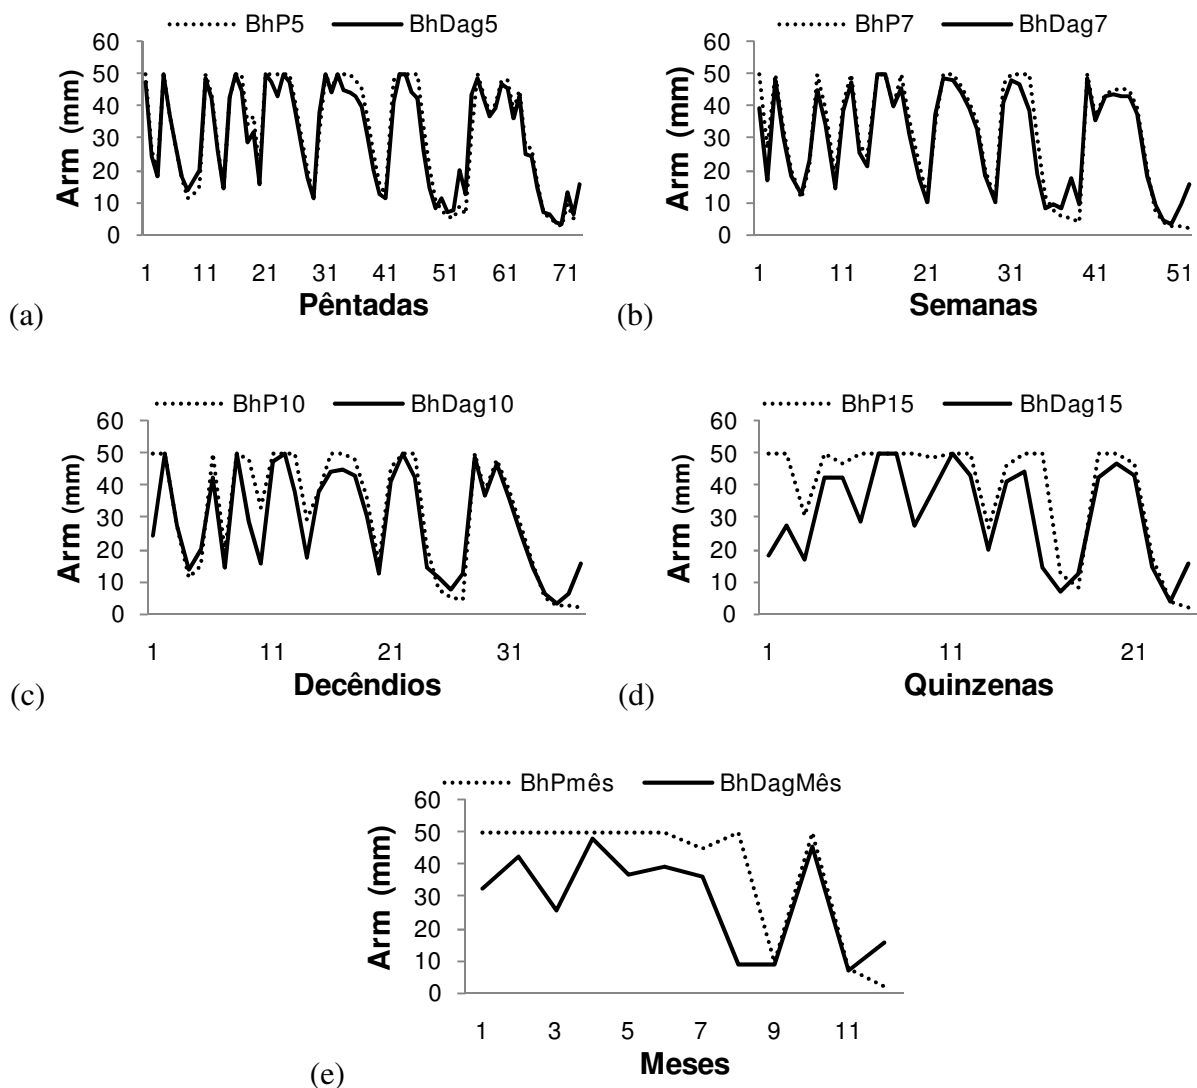 BhP5 BhDag5
60
50
40
30
20
10
0
Arm (mm)
1 11 21 31 41 51 61 71
Pêntadas
(a)
BhP7 BhDag7
60
50
40
30
20
10
0
Arm (mm)
1 11 21 31 41 51
Semanas
(b)
BhP10 BhDag10
60
50
40
30
20
10
0
Arm (mm)
1 11 21 31
Decêndios
(c)
BhP15 BhDag15
60
50
40
30
20
10
0
Arm (mm)
1 11 21
Quinzenas
(d)
BhPmês BhDagMês
60
50
40
30
20
10
0
Arm (mm)
1 3 5 7 9 11
Meses
(e)